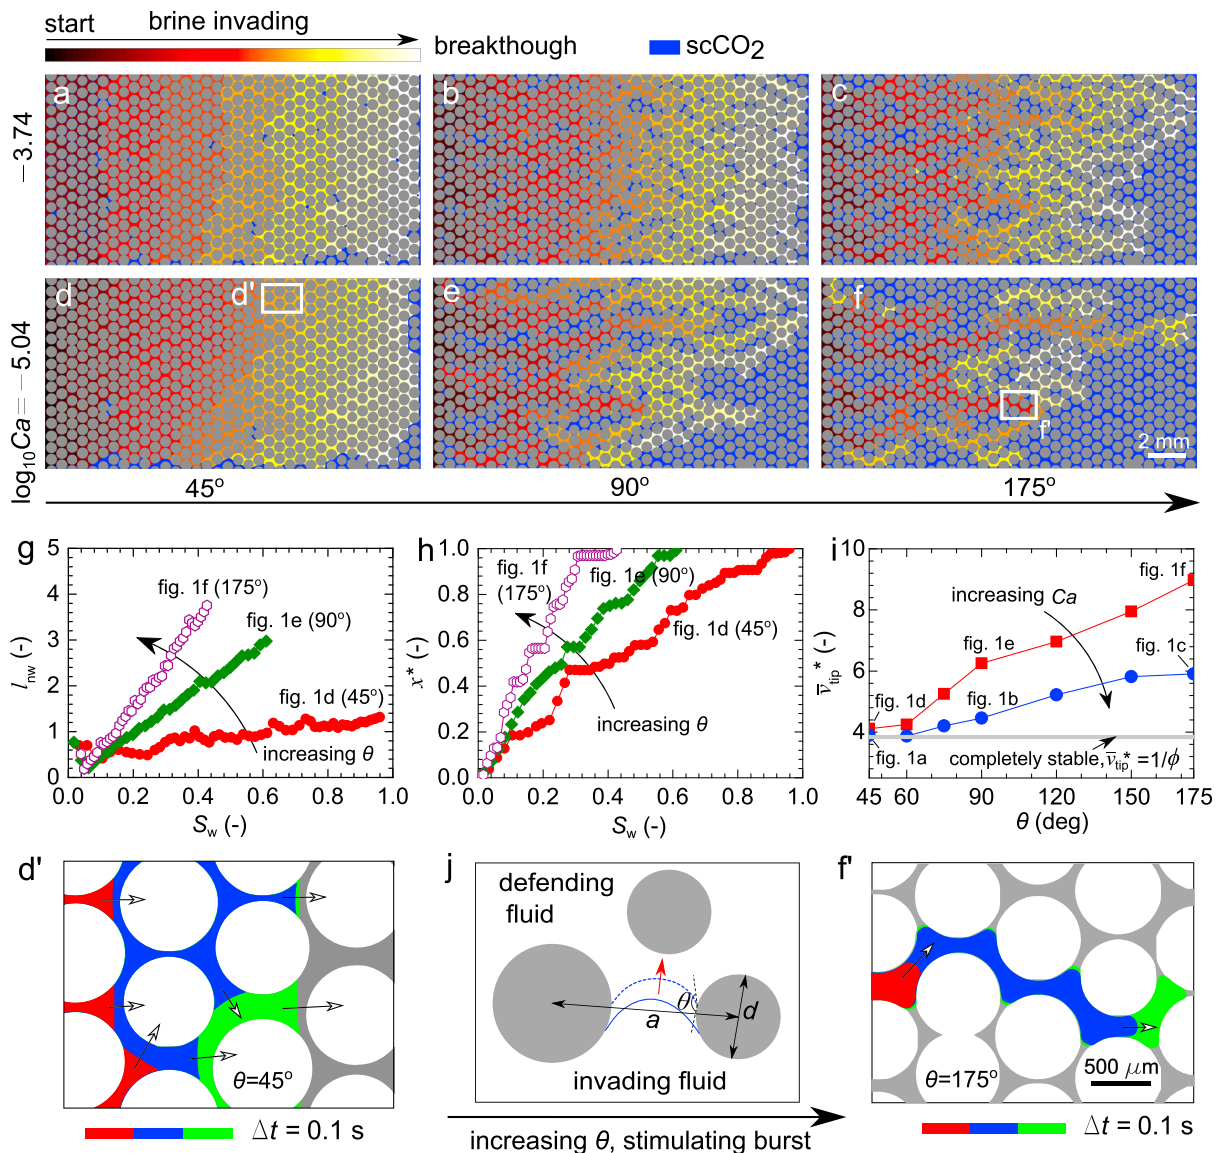 start brine invading
breakthough scCO2
a b c
−3.74
d d' e f f'
log10Ca=−5.04
2 mm
45° 90° 175°
g
5
4
3
2
1
0
lnw (-)
fig. 1f (175°)
fig. 1e (90°)
fig. 1d (45°)
increasing θ
0.0 0.2 0.4 0.6 0.8 1.0
Sw (-)
h
1.0
0.8
0.6
0.4
0.2
0.0
x* (-)
fig. 1f
(175°)
fig. 1e (90°)
fig. 1d (45°)
increasing θ
0.0 0.2 0.4 0.6 0.8 1.0
Sw (-)
i
10
8
6
4
v̄tip* (-)
fig. 1f
increasing Ca
fig. 1e
fig. 1c
fig. 1d
fig. 1b
fig. 1a
completely stable, v̄tip* =1/ϕ
45 60 90 120 150 175
θ (deg)
d'
θ=45°
Δt = 0.1 s
j
defending
fluid
θ
a
d
invading fluid
increasing θ, stimulating burst
f'
θ=175°
500 μm
Δt = 0.1 s